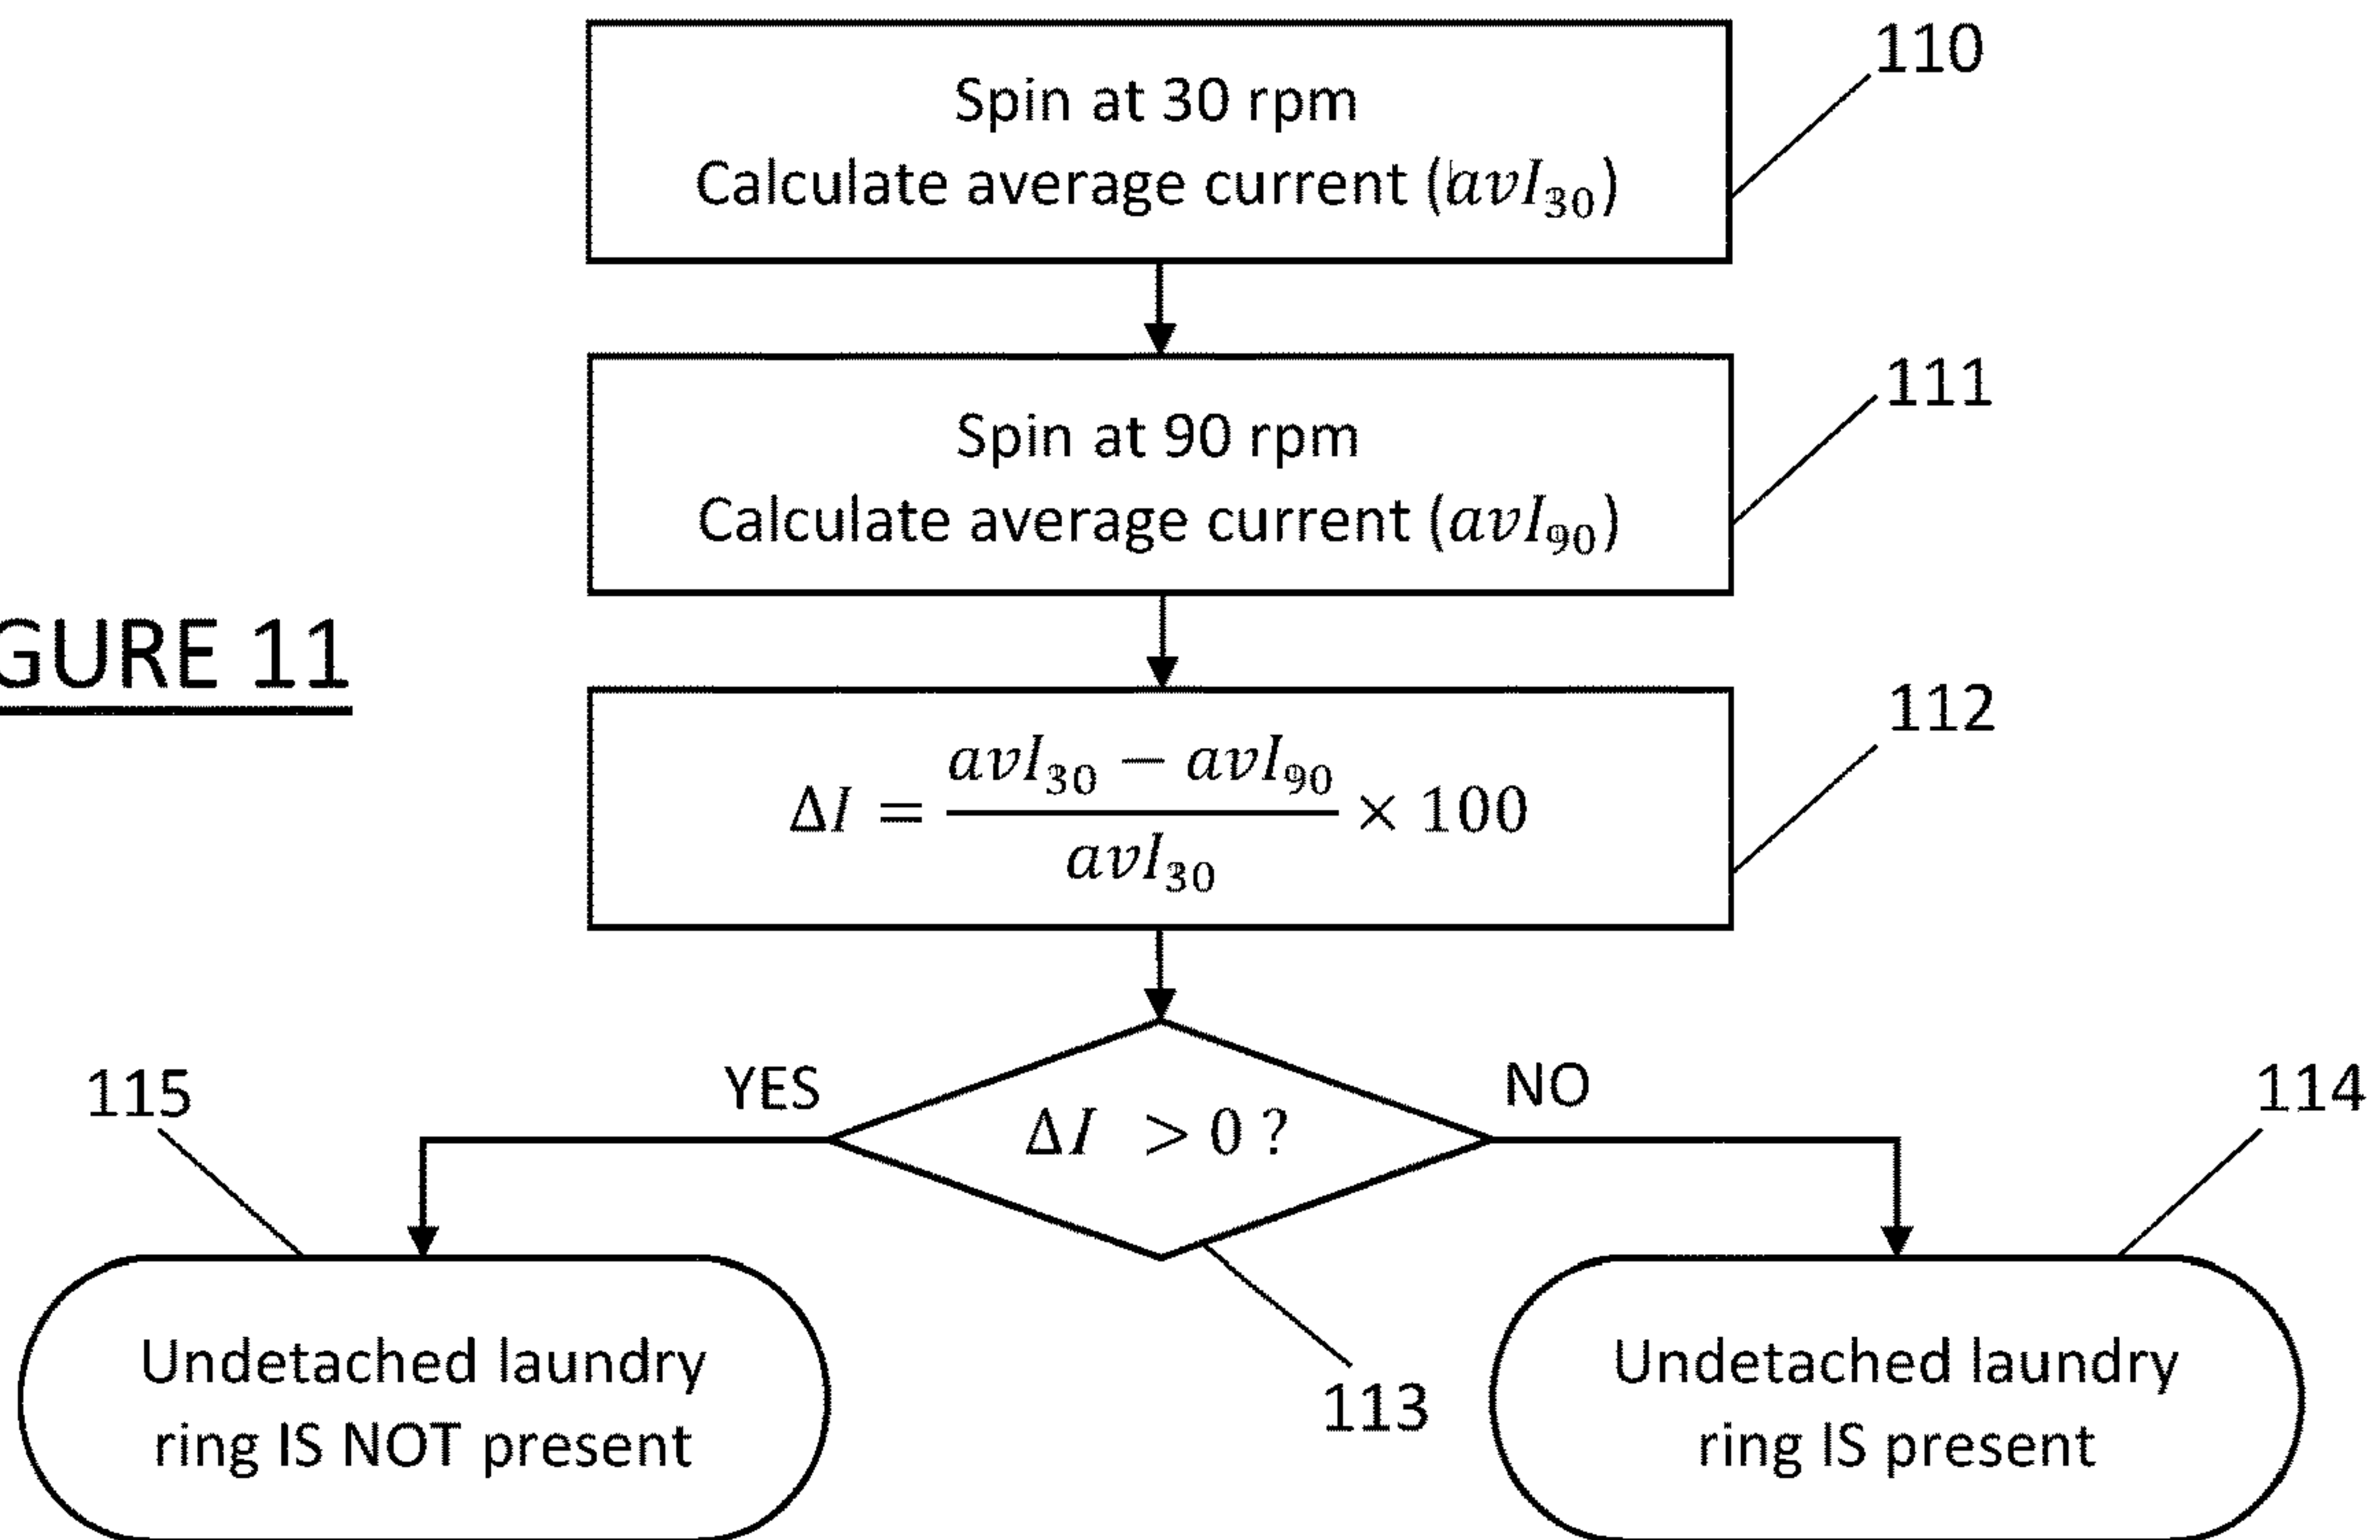 110
Spin at 30 rpm
Calculate average current (avI₃₀)
111
Spin at 90 rpm
Calculate average current (avI₉₀)
GURE 11
112
ΔI = (avI₃₀ − avI₉₀) / avI₃₀ × 100
115
YES
ΔI > 0 ?
NO
114
113
Undetached laundry
ring IS NOT present
Undetached laundry
ring IS present